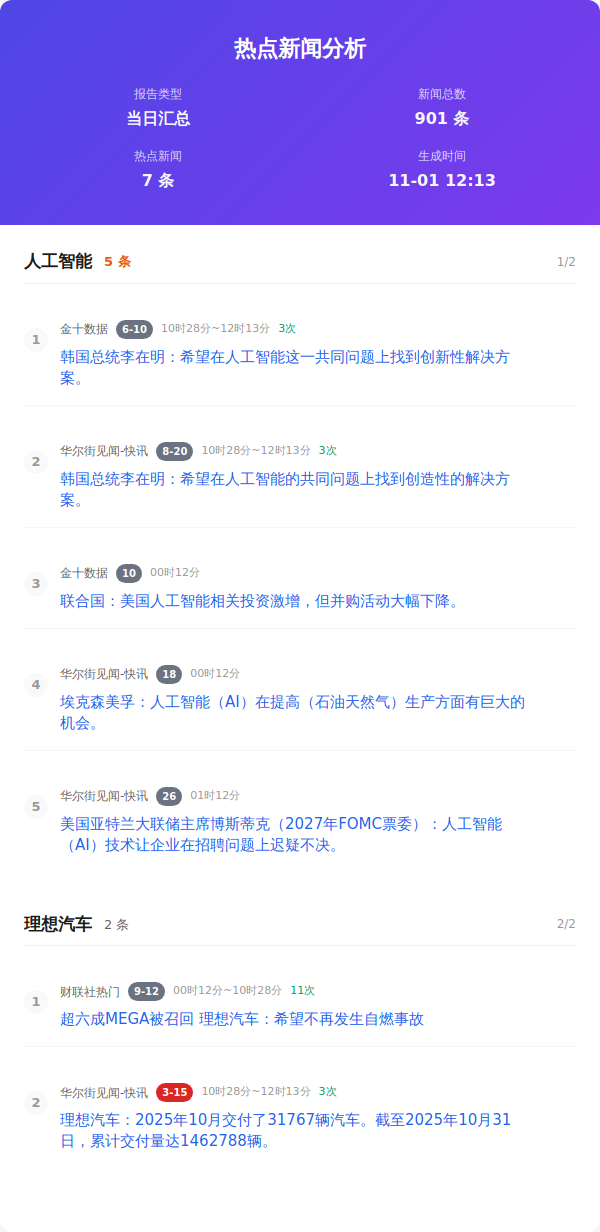 热点新闻分析
报告类型
新闻总数
当日汇总
901 条
热点新闻
生成时间
7 条
11-01 12:13
人工智能 5 条 1/2
1
金十数据 6-10 10时28分~12时13分 3次
韩国总统李在明：希望在人工智能这一共同问题上找到创新性解决方
案。
2
华尔街见闻-快讯 8-20 10时28分~12时13分 3次
韩国总统李在明：希望在人工智能的共同问题上找到创造性的解决方
案。
3
金十数据 10 00时12分
联合国：美国人工智能相关投资激增，但并购活动大幅下降。
4
华尔街见闻-快讯 18 00时12分
埃克森美孚：人工智能（AI）在提高（石油天然气）生产方面有巨大的
机会。
5
华尔街见闻-快讯 26 01时12分
美国亚特兰大联储主席博斯蒂克（2027年FOMC票委）：人工智能
（AI）技术让企业在招聘问题上迟疑不决。
理想汽车 2 条 2/2
1
财联社热门 9-12 00时12分~10时28分 11次
超六成MEGA被召回 理想汽车：希望不再发生自燃事故
2
华尔街见闻-快讯 3-15 10时28分~12时13分 3次
理想汽车：2025年10月交付了31767辆汽车。截至2025年10月31
日，累计交付量达1462788辆。